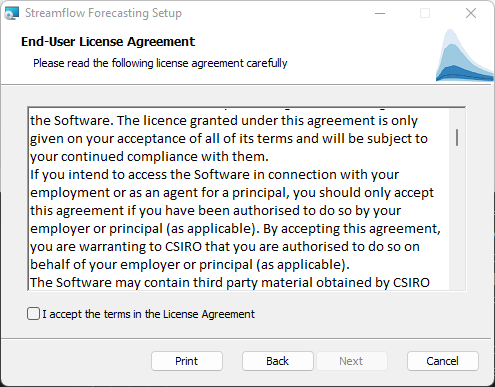 Streamflow Forecasting Setup
End-User License Agreement
Please read the following license agreement carefully
the Software. The licence granted under this agreement is only
given on your acceptance of all of its terms and will be subject to
your continued compliance with them.
If you intend to access the Software in connection with your
employment or as an agent for a principal, you should only accept
this agreement if you have been authorised to do so by your
employer or principal (as applicable). By accepting this agreement,
you are warranting to CSIRO that you are authorised to do so on
behalf of your employer or principal (as applicable).
The Software may contain third party material obtained by CSIRO
I accept the terms in the License Agreement
Print
Back
Next
Cancel